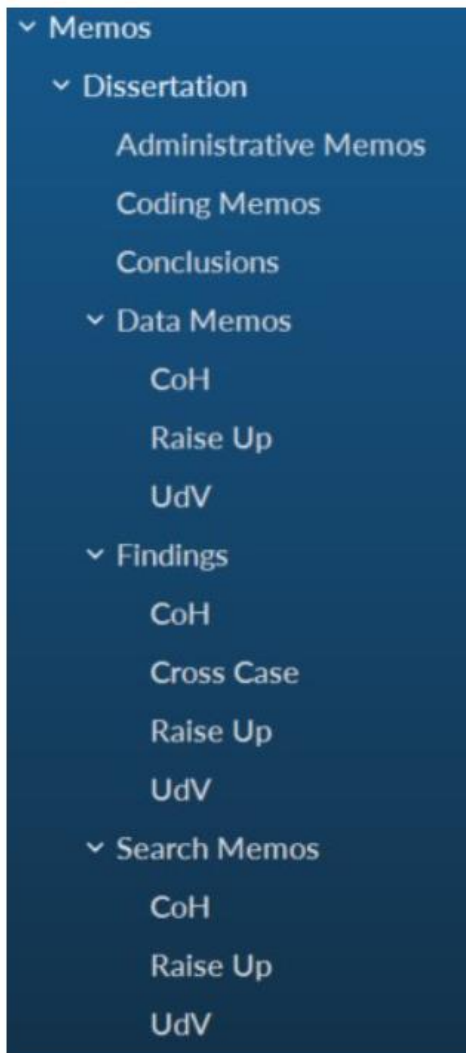 Memos
Dissertation
Administrative Memos
Coding Memos
Conclusions
Data Memos
CoH
Raise Up
UdV
Findings
CoH
Cross Case
Raise Up
UdV
Search Memos
CoH
Raise Up
UdV